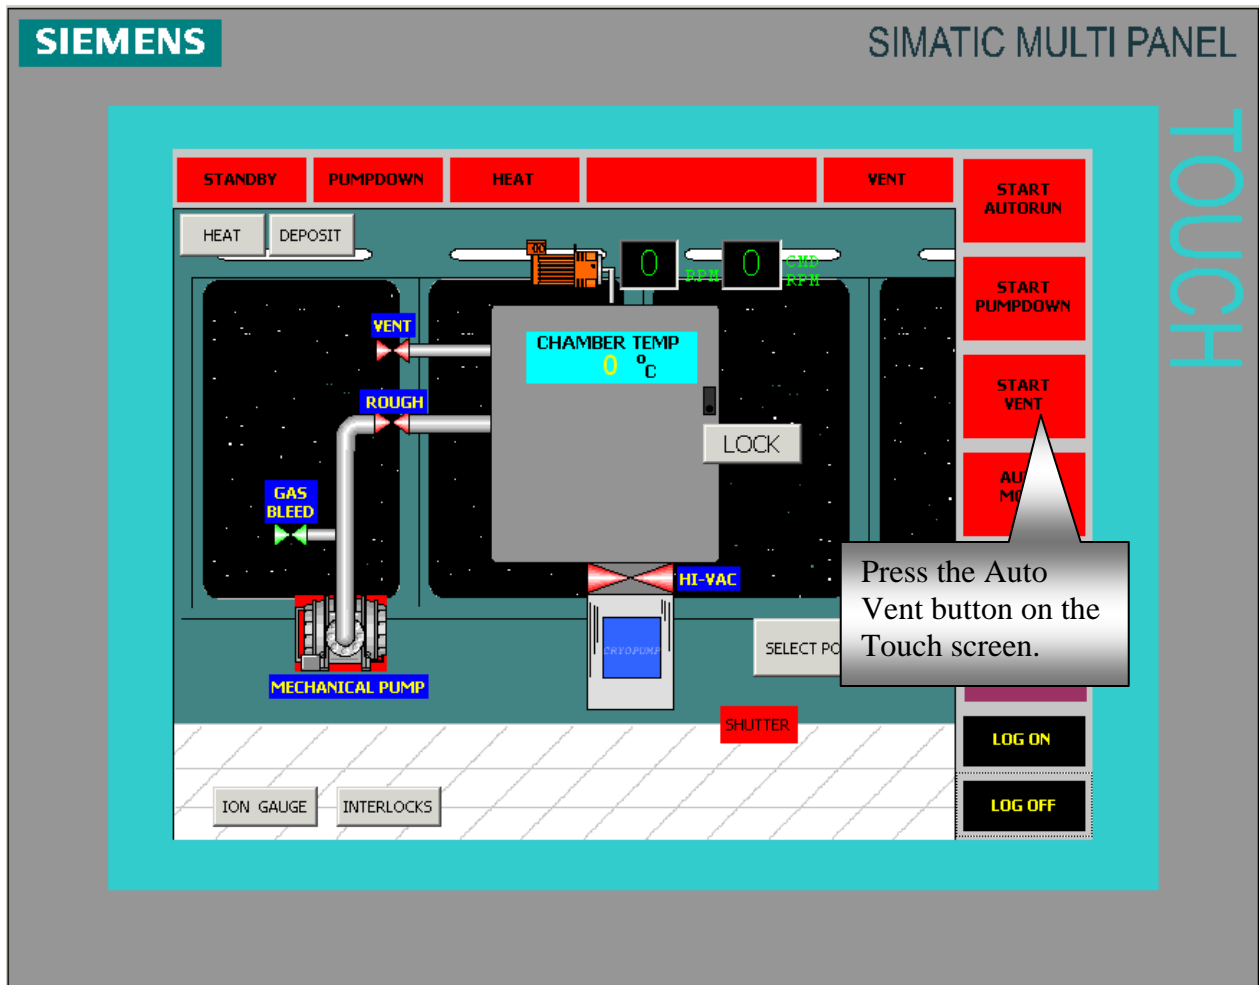 SIEMENS
SIMATIC MULTI PANEL
TOUCH
STANDBY
PUMPDOWN
HEAT
VENT
START
AUTORUN
HEAT
DEPOSIT
0
RPM
0
CMD
RPM
START
PUMPDOWN
VENT
CHAMBER TEMP
0 °C
START
VENT
ROUGH
LOCK
GAS
BLEED
HI-VAC
Press the Auto
Vent button on the
Touch screen.
CRYOPUMP
SELECT
MECHANICAL PUMP
SHUTTER
LOG ON
ION GAUGE
INTERLOCKS
LOG OFF